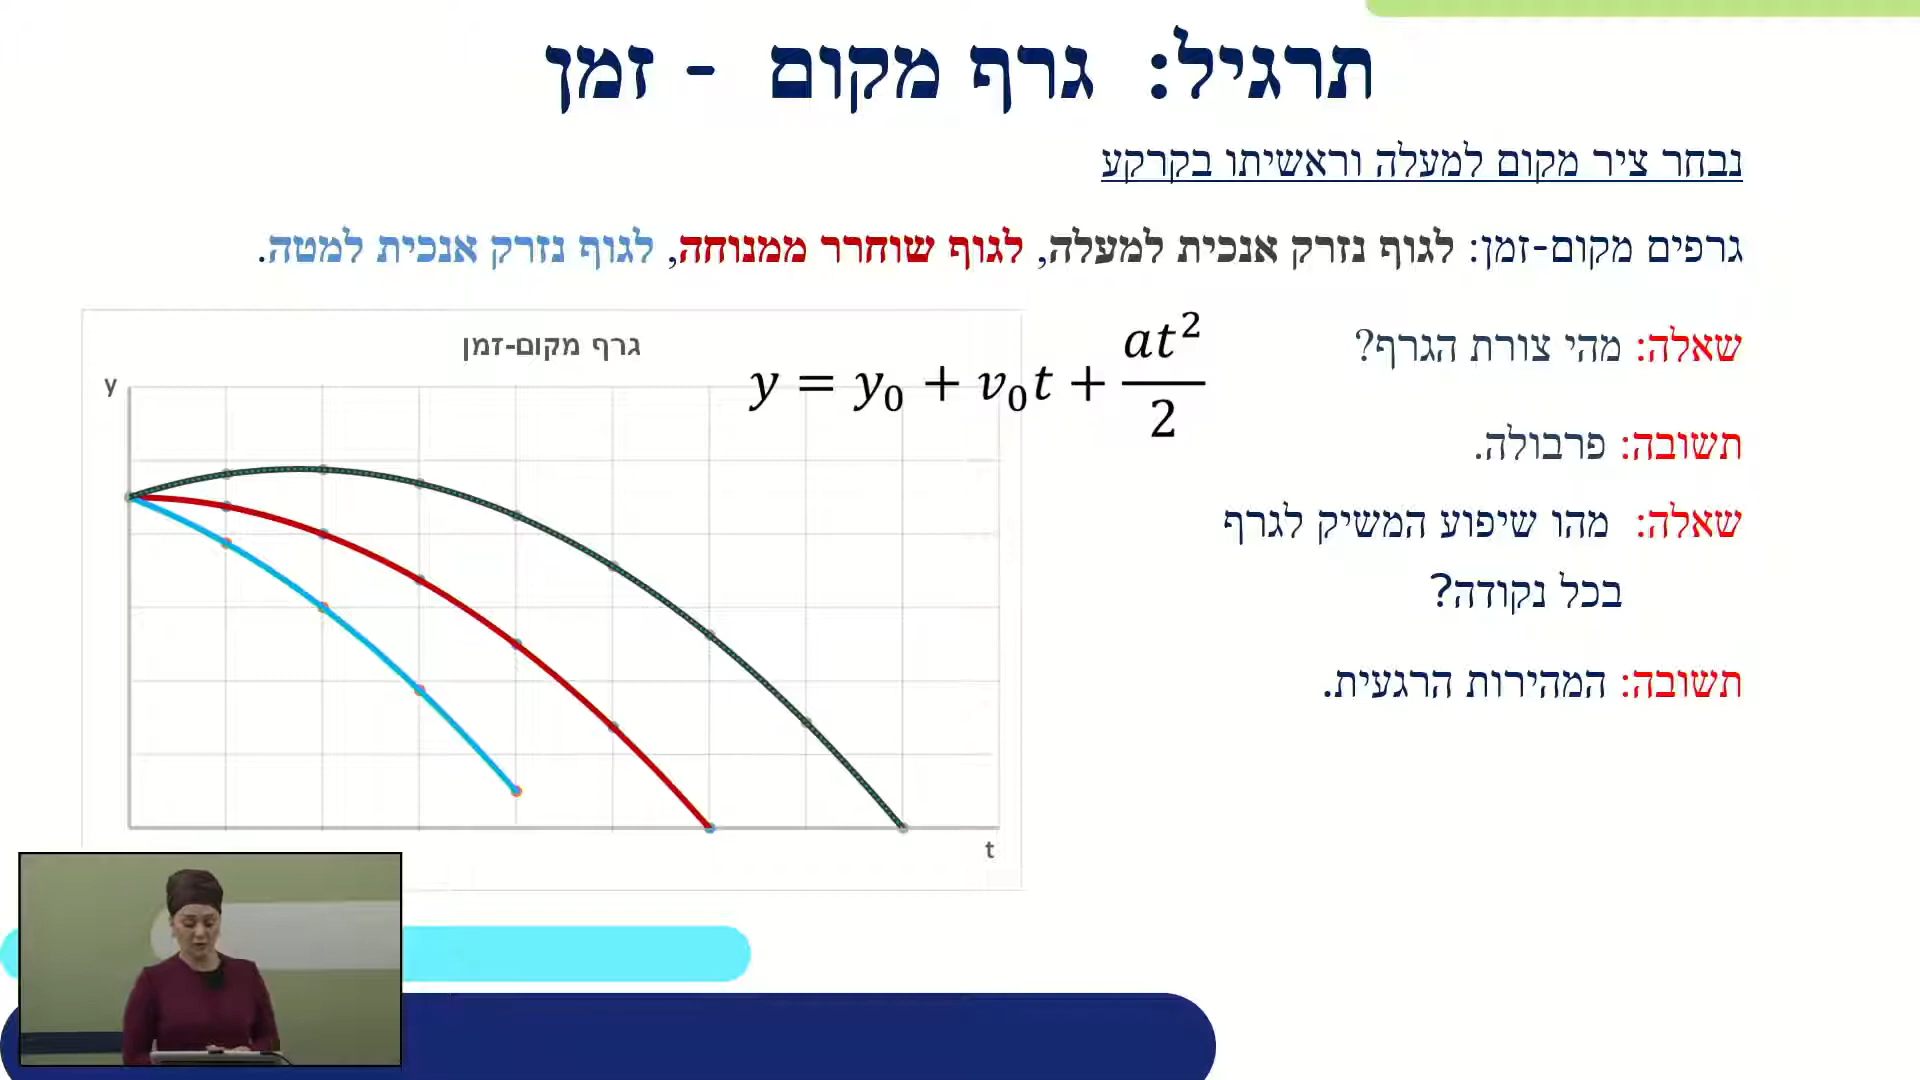 תרגיל: גרף מקום - זמן
נבחר ציר מקום למעלה וראשיתו בקרקע
גרפים מקום-זמן: לגוף נזרק אנכית למעלה, לגוף שוחרר ממנוחה, לגוף נזרק אנכית למטה.
שאלה: מהי צורת הגרף?
תשובה: פרבולה.
שאלה: מהו שיפוע המשיק לגרף
בכל נקודה?
תשובה: המהירות הרגעית.
y = y₀ + v₀t + at²/2
גרף מקום-זמן
y
t